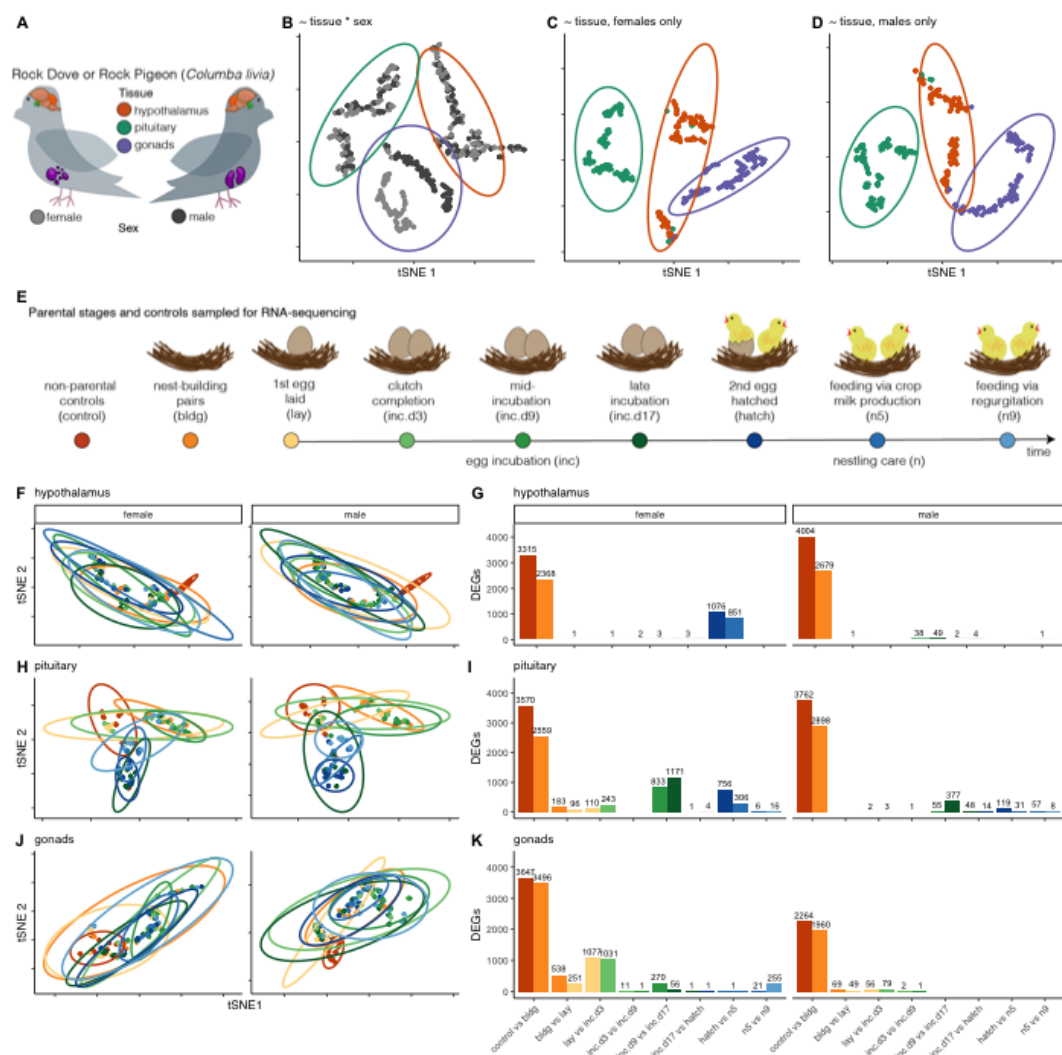 A
Rock Dove or Rock Pigeon (Columba livia)
Tissue
hypothalamus
pituitary
gonads
female
male
Sex
B ~ tissue * sex
tSNE 1
C ~ tissue, females only
tSNE 1
D ~ tissue, males only
tSNE 1
E
Parental stages and controls sampled for RNA-sequencing
non-parental controls (control)
nest-building pairs (bldg)
1st egg laid (lay)
clutch completion (inc.d3)
mid-incubation (inc.d9)
late incubation (inc.d17)
2nd egg hatched (hatch)
feeding via crop milk production (n5)
feeding via regurgitation (n9)
time
egg incubation (inc)
nestling care (n)
F hypothalamus
female
male
tSNE 2
G hypothalamus
female
male
DEGs
4000
3000
2000
1000
0
3315 2368 1 1 2 3 3 1076 851
4004 2679 1 38 49 2 4 1
H pituitary
tSNE 2
I pituitary
DEGs
4000
3000
2000
1000
0
3570 2559 183 96 110 243 833 1171 1 4 756 306 6 16
3762 2898 2 3 1 55 377 48 14 119 31 57 8
J gonads
tSNE 2
tSNE1
K gonads
DEGs
4000
3000
2000
1000
0
3647 3496 538 251 1077 1031 11 1 270 56 1 1 1 21 255
2264 1960 69 49 56 79 2 1
control vs bldg
bldg vs lay
lay vs inc.d3
inc.d3 vs inc.d9
inc.d9 vs inc.d17
inc.d17 vs hatch
hatch vs n5
n5 vs n9
control vs bldg
bldg vs lay
lay vs inc.d3
inc.d3 vs inc.d9
inc.d9 vs inc.d17
inc.d17 vs hatch
hatch vs n5
n5 vs n9